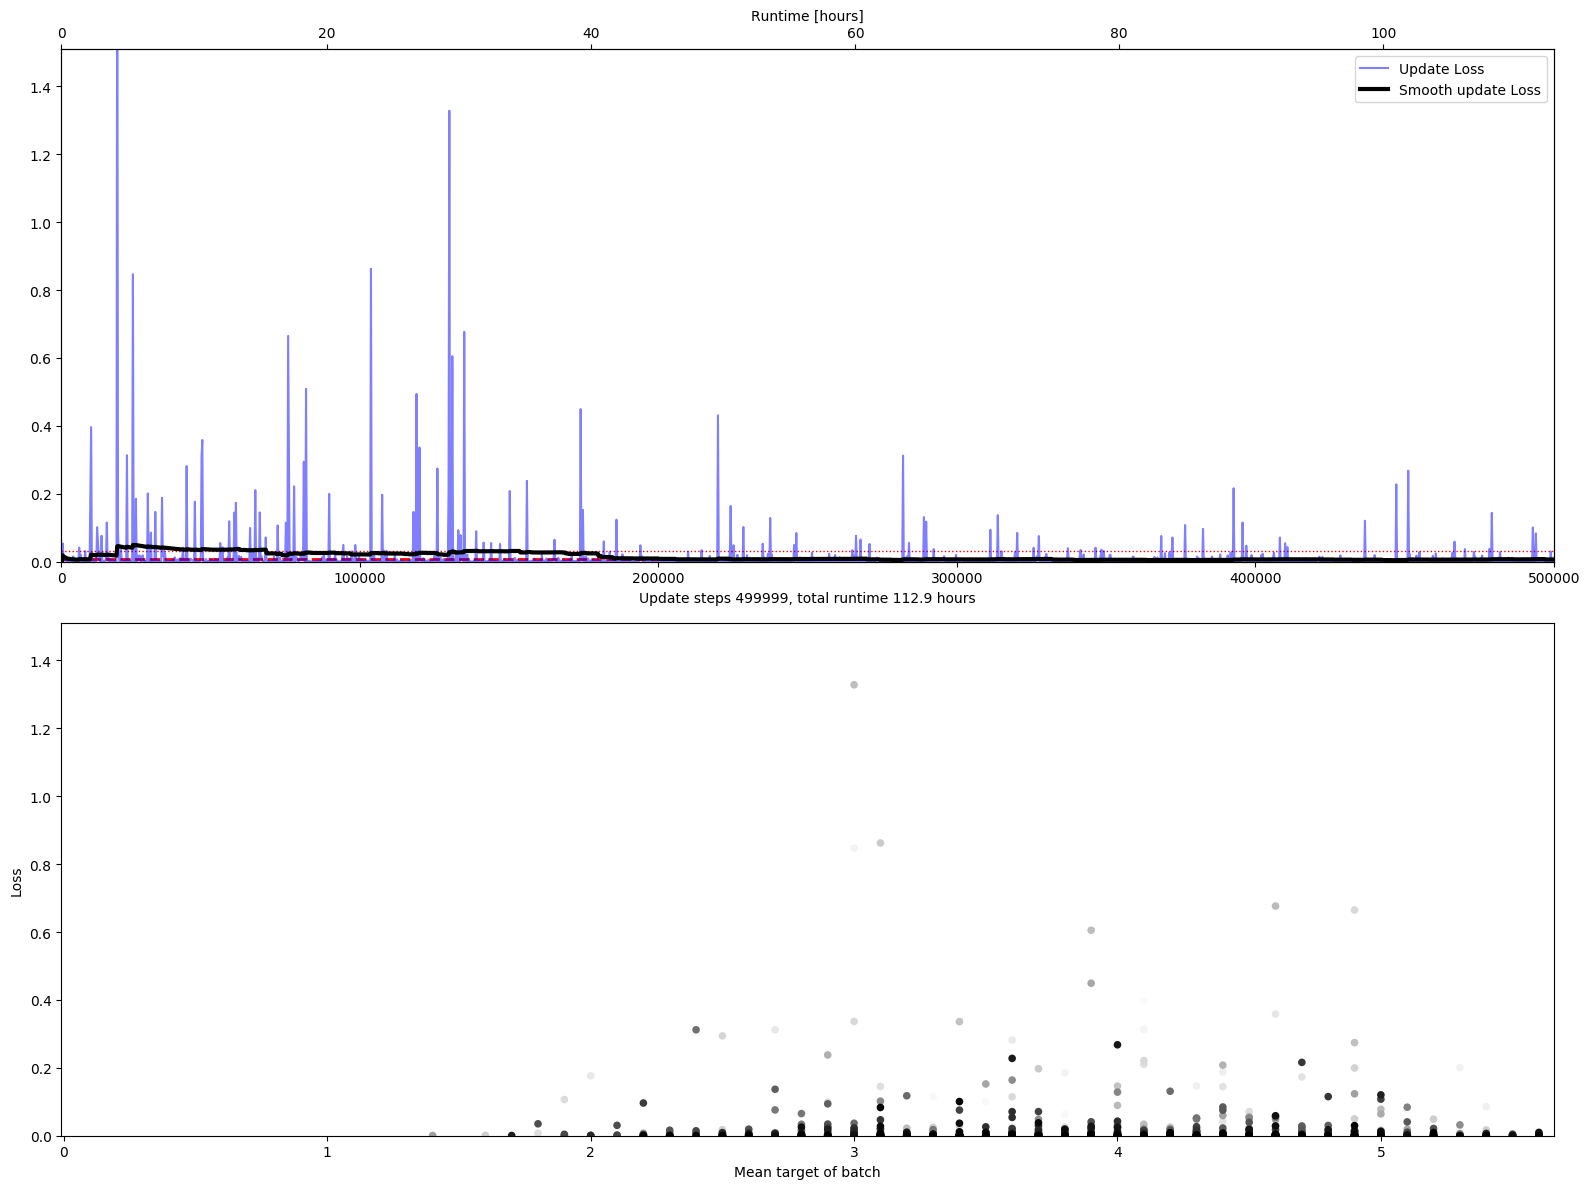 Runtime [hours]
0 20 40 60 80 100
Update Loss
Smooth update Loss
1.4
1.2
1.0
0.8
0.6
0.4
0.2
0.0
0 100000 200000 300000 400000 500000
Update steps 499999, total runtime 112.9 hours
1.4
1.2
1.0
0.8
Loss
0.6
0.4
0.2
0.0
0 1 2 3 4 5
Mean target of batch